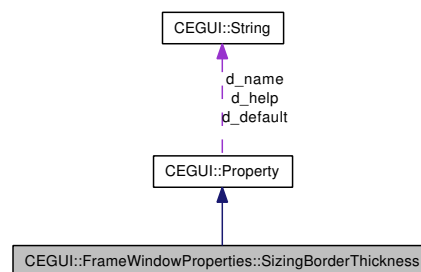 CEGUI::String
d_name
d_help
d_default
CEGUI::Property
CEGUI::FrameWindowProperties::SizingBorderThickness